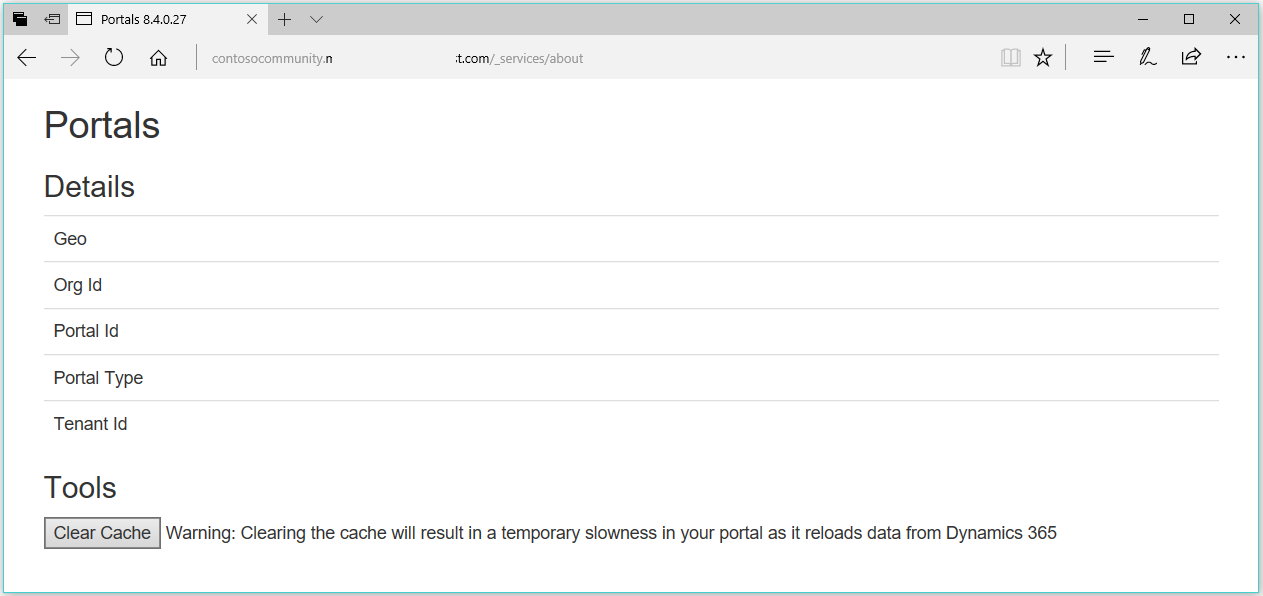 Portals 8.4.0.27
contosocommunity.n t.com/_services/about
Portals
Details
Geo
Org Id
Portal Id
Portal Type
Tenant Id
Tools
Clear Cache Warning: Clearing the cache will result in a temporary slowness in your portal as it reloads data from Dynamics 365